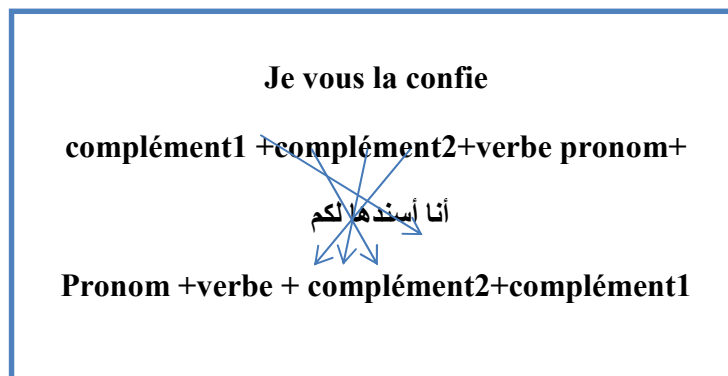 Je vous la confie
complément1 +complément2+verbe pronom+
أنا أسندها لكم
Pronom +verbe + complément2+complément1